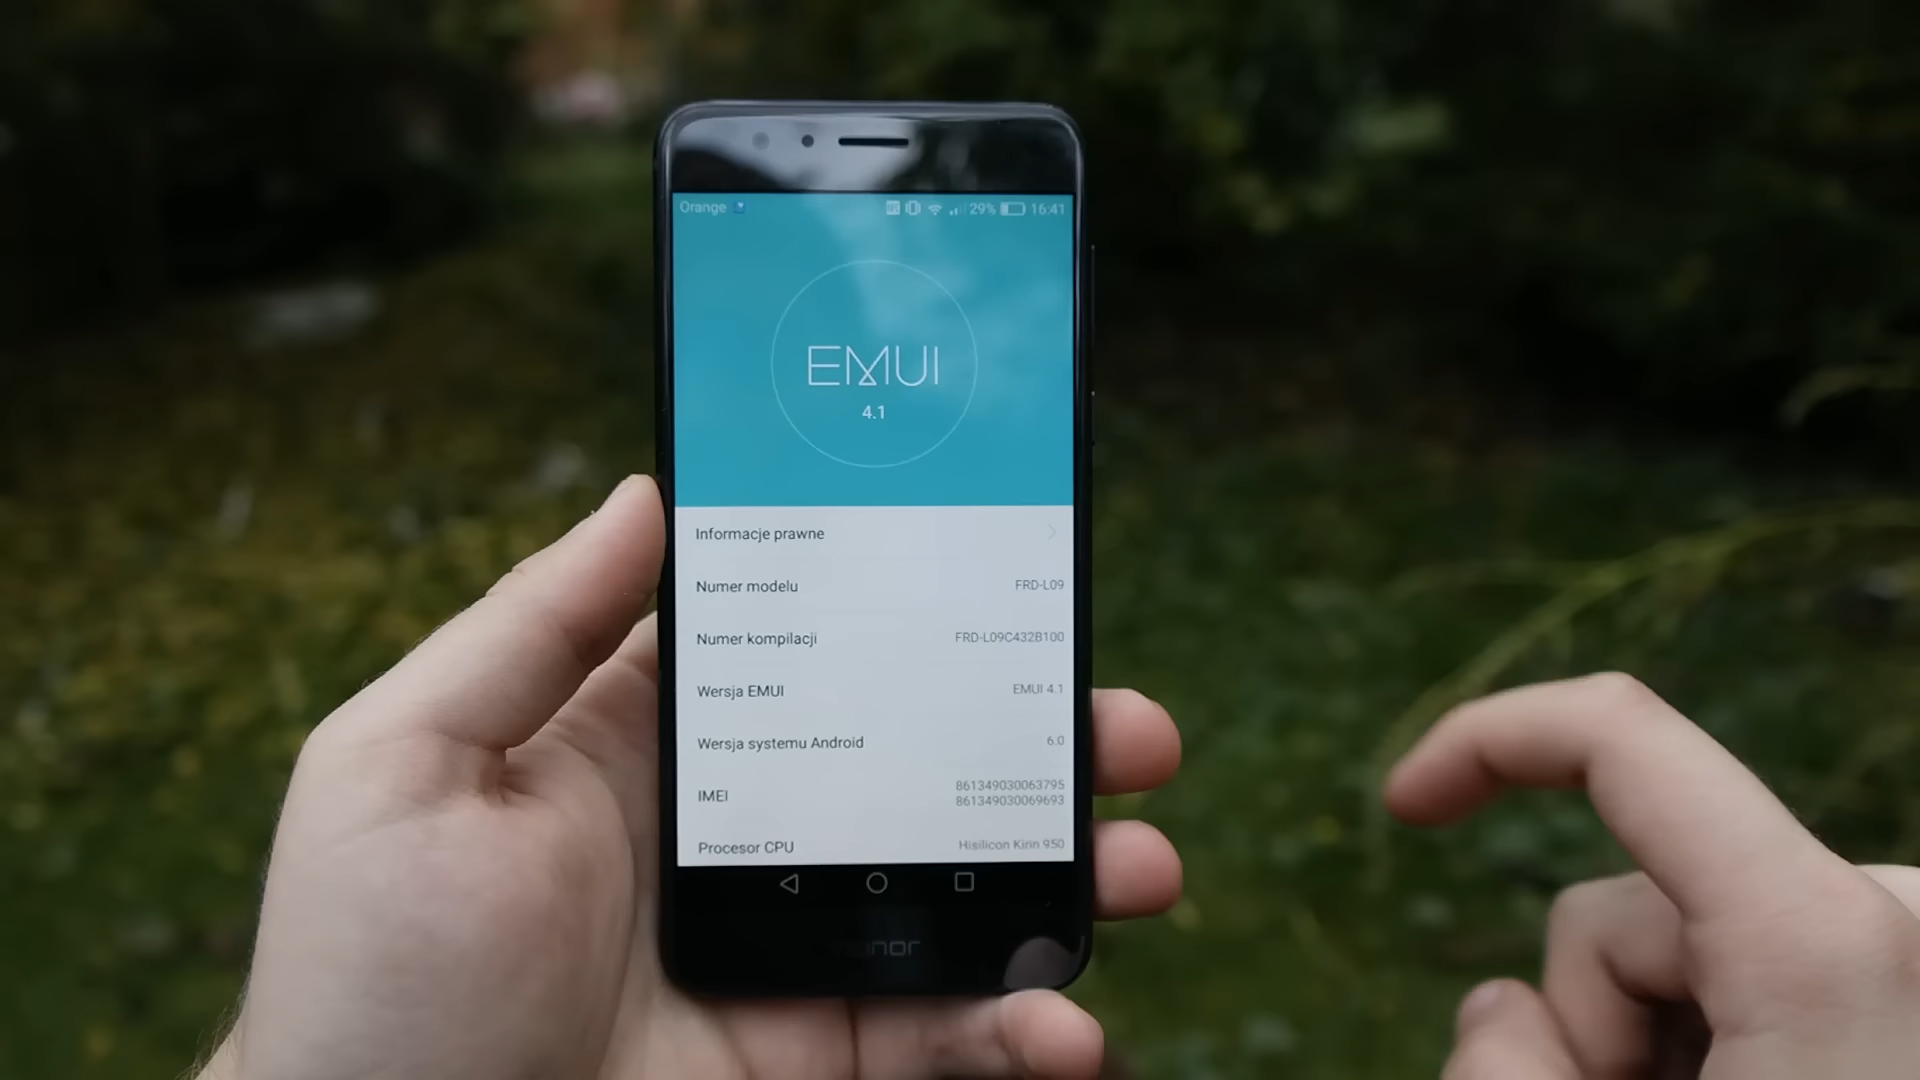 Orange 29% 16:41
EMUI
4.1
Informacje prawne
Numer modelu FRD-L09
Numer kompilacji FRD-L09C432B100
Wersja EMUI EMUI 4.1
Wersja systemu Android 6.0
IMEI 861349030063795
861349030069693
Procesor CPU Hisilicon Kirin 950
honor